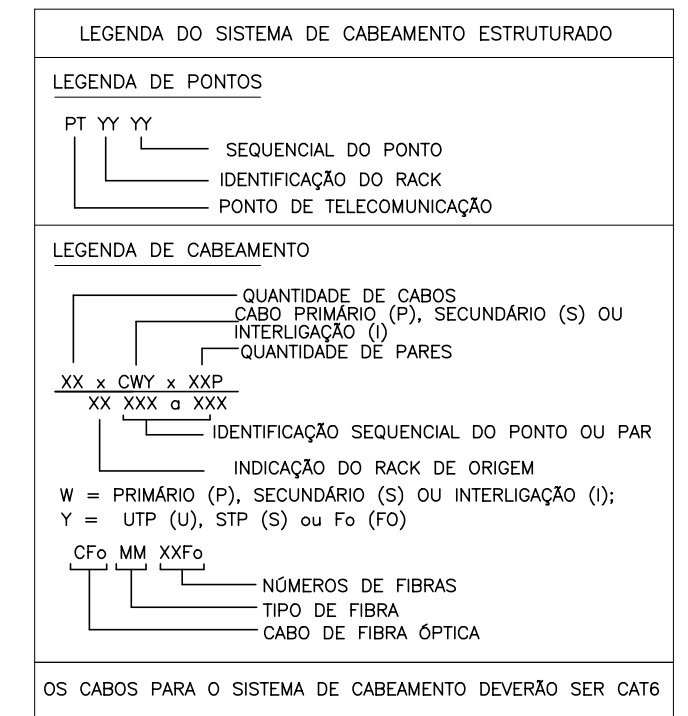 LEGENDA DO SISTEMA DE CABEAMENTO ESTRUTURADO
LEGENDA DE PONTOS
PT YY YY
SEQUENCIAL DO PONTO
IDENTIFICAÇÃO DO RACK
PONTO DE TELECOMUNICAÇÃO
LEGENDA DE CABEAMENTO
QUANTIDADE DE CABOS
CABO PRIMÁRIO (P), SECUNDÁRIO (S) OU
INTERLIGAÇÃO (I)
QUANTIDADE DE PARES
XX x CWY x XXP
XX XXX a XXX
IDENTIFICAÇÃO SEQUENCIAL DO PONTO OU PAR
INDICAÇÃO DO RACK DE ORIGEM
W = PRIMÁRIO (P), SECUNDÁRIO (S) OU INTERLIGAÇÃO (I);
Y = UTP (U), STP (S) ou Fo (FO)
CFo MM XXFo
NÚMEROS DE FIBRAS
TIPO DE FIBRA
CABO DE FIBRA ÓPTICA
OS CABOS PARA O SISTEMA DE CABEAMENTO DEVERÃO SER CAT6